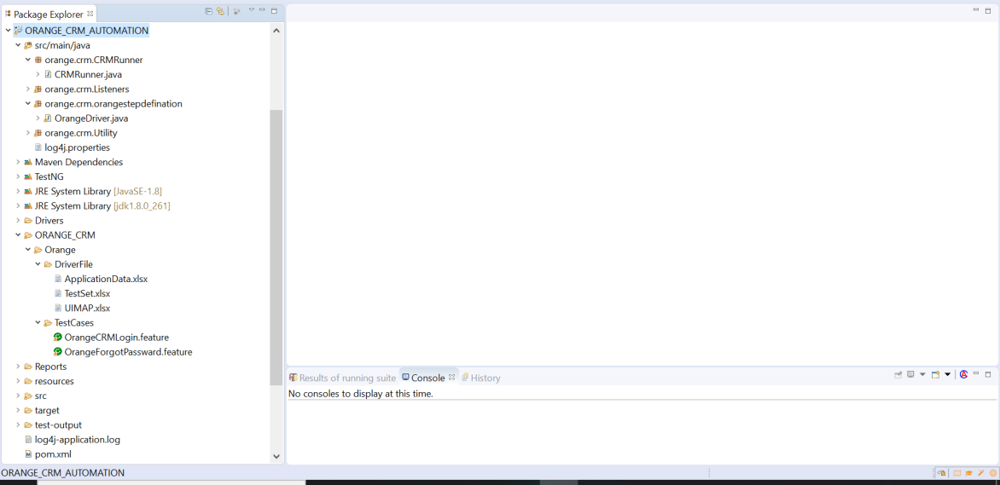 Package Explorer
ORANGE_CRM_AUTOMATION
src/main/java
orange.crm.CRMRunner
CRMRunner.java
orange.crm.Listeners
orange.crm.orangestepdefination
OrangeDriver.java
orange.crm.Utility
log4j.properties
Maven Dependencies
TestNG
JRE System Library [JavaSE-1.8]
JRE System Library [jdk1.8.0_261]
Drivers
ORANGE_CRM
Orange
DriverFile
ApplicationData.xlsx
TestSet.xlsx
UIMAP.xlsx
TestCases
OrangeCRMLogin.feature
OrangeForgotPassward.feature
Reports
resources
src
target
test-output
log4j-application.log
pom.xml
Results of running suite Console History
No consoles to display at this time.
ORANGE_CRM_AUTOMATION